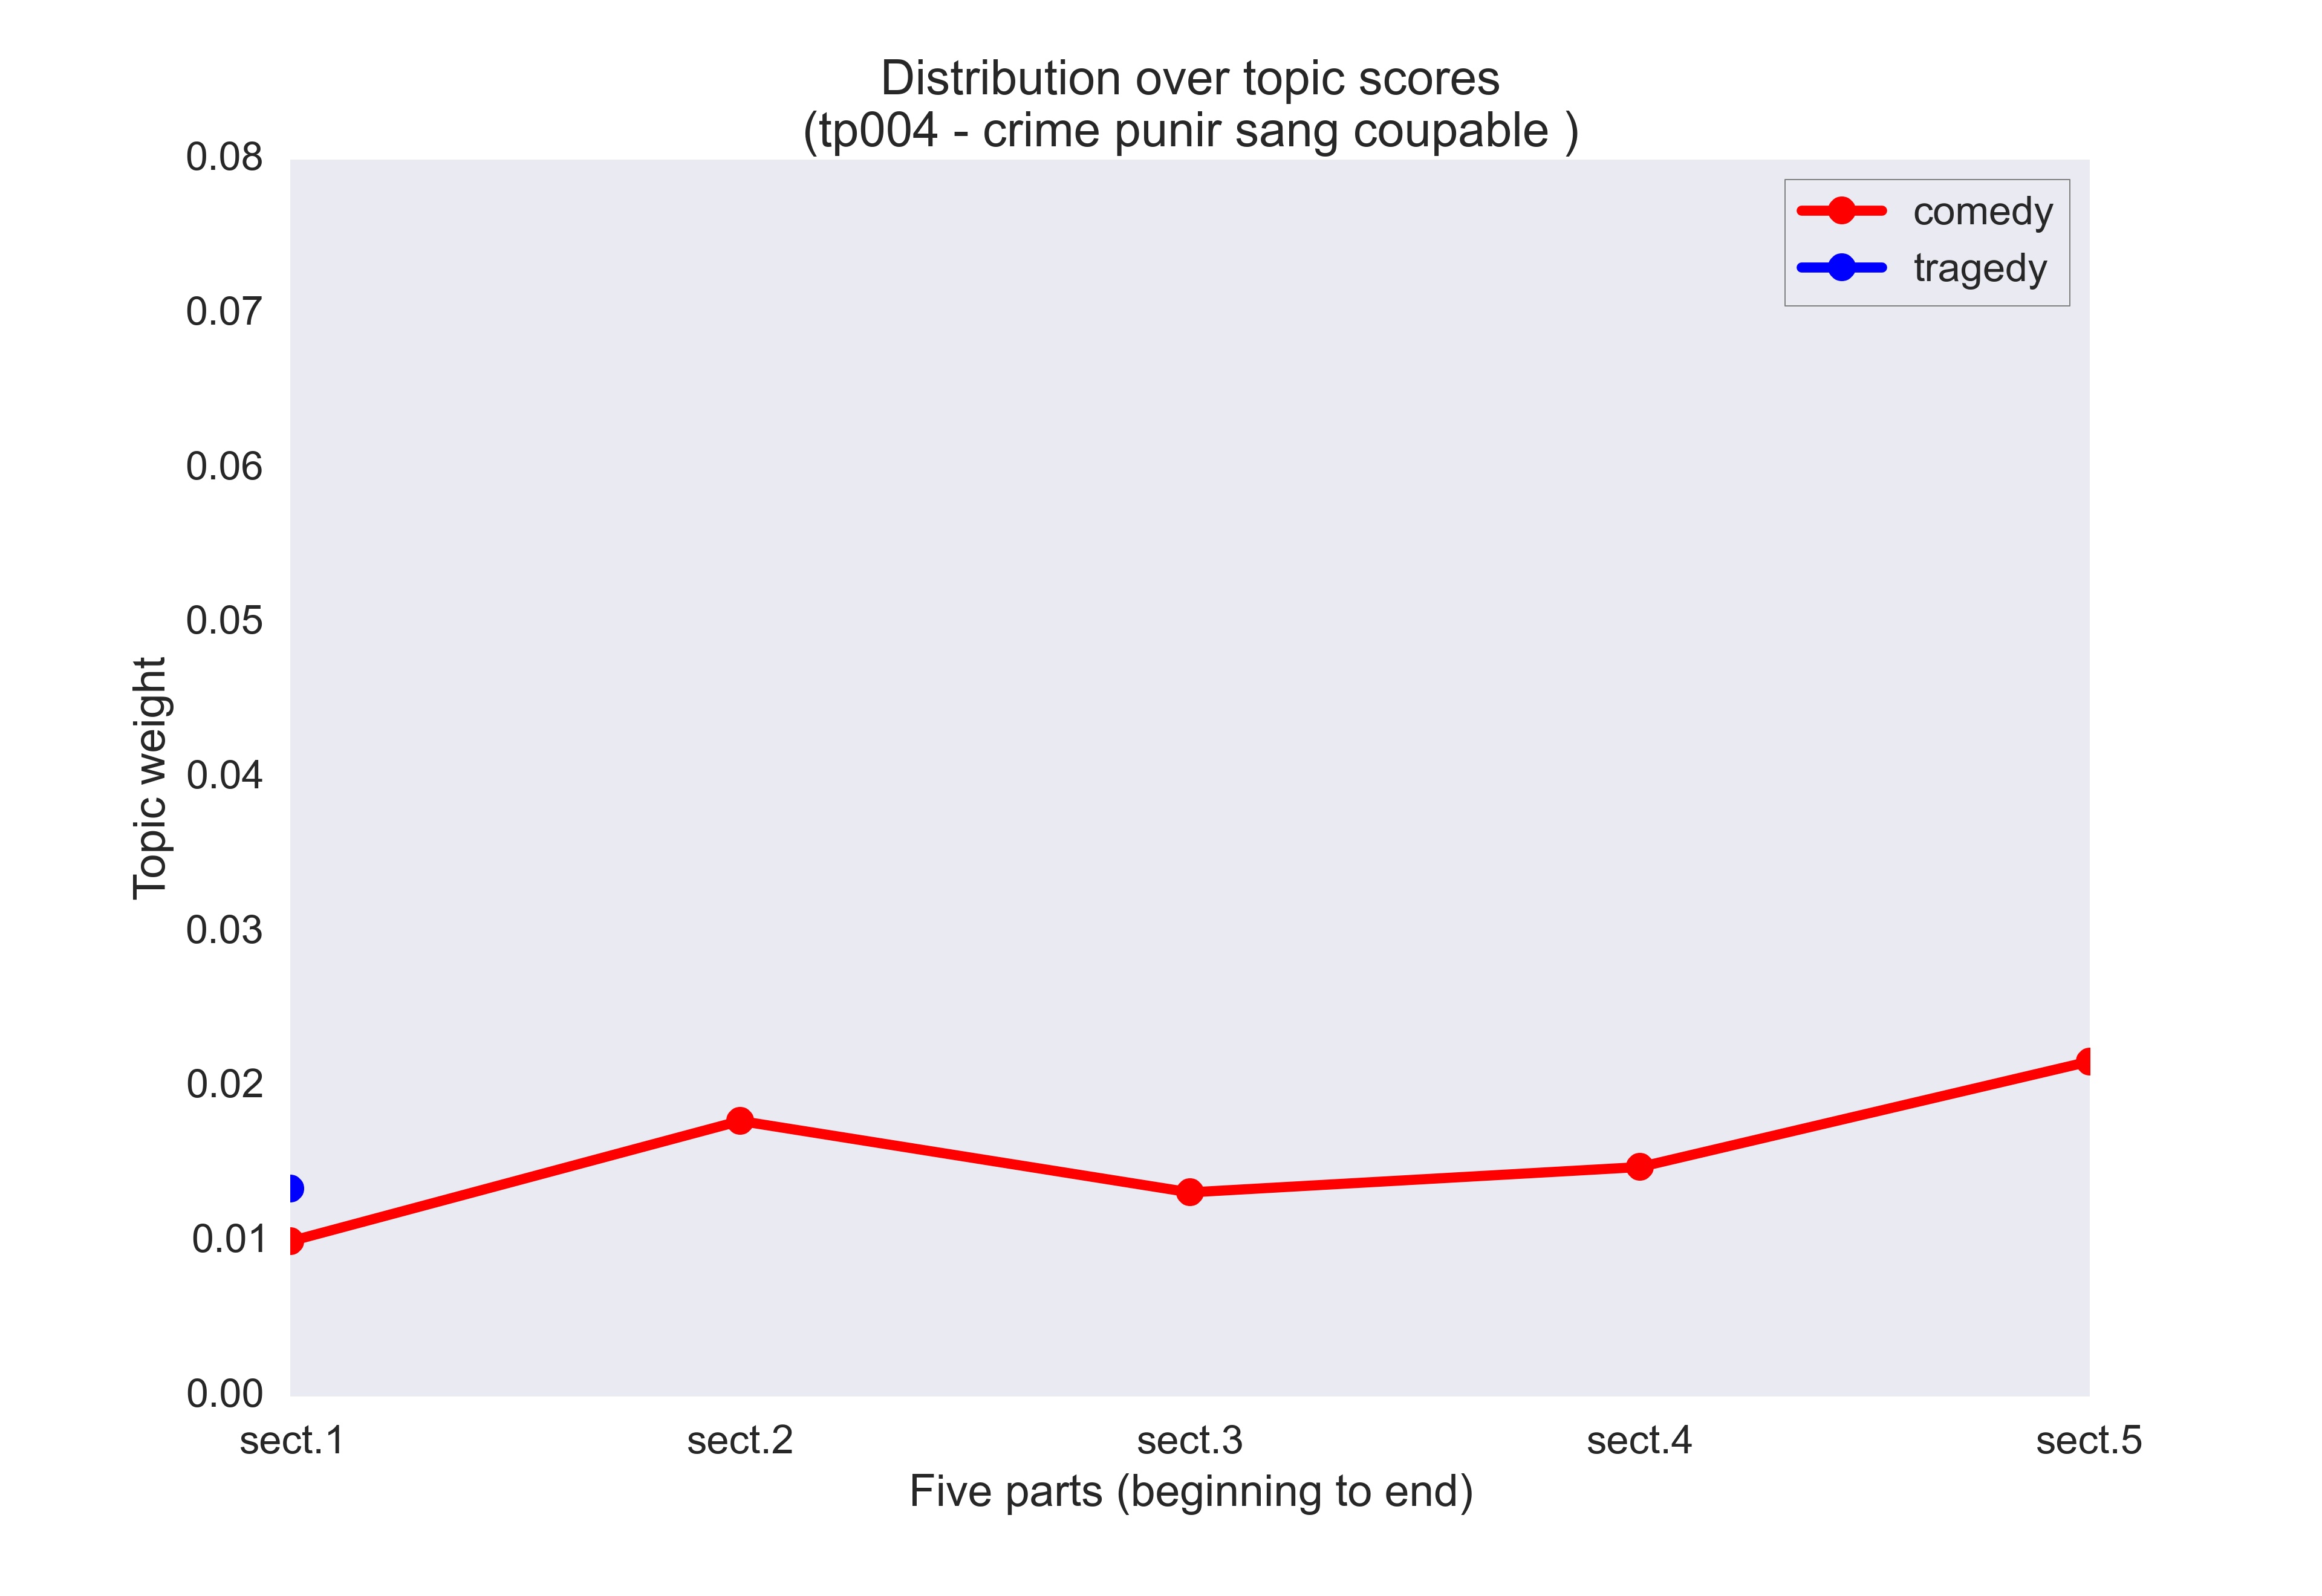 Distribution over topic scores
(tp004 - crime punir sang coupable )
0.08
0.07
0.06
0.05
0.04
0.03
0.02
0.01
0.00
Topic weight
comedy
tragedy
sect.1 sect.2 sect.3 sect.4 sect.5
Five parts (beginning to end)